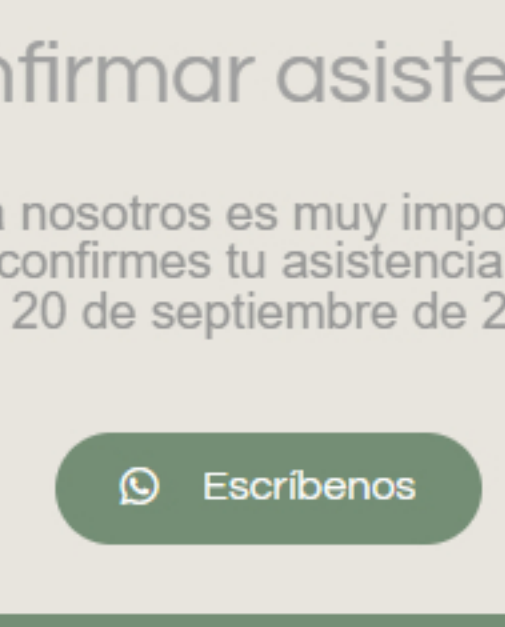 nfirmar asiste
a nosotros es muy impo
confirmes tu asistencia
20 de septiembre de 2
Escríbenos